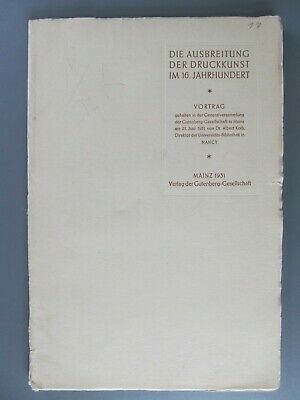 DIE AUSBREITUNG
DER DRUCKKUNST
IM 16. JAHRHUNDERT
*
VORTRAG
gehalten in der Generalversammlung
der Gutenberg-Gesellschaft in Mainz
am 21. Juni 1931 von Dr. Albert Kolb,
Direktor der Universitäts-Bibliothek in
NANCY
*
MAINZ 1931
Verlag der Gutenberg-Gesellschaft